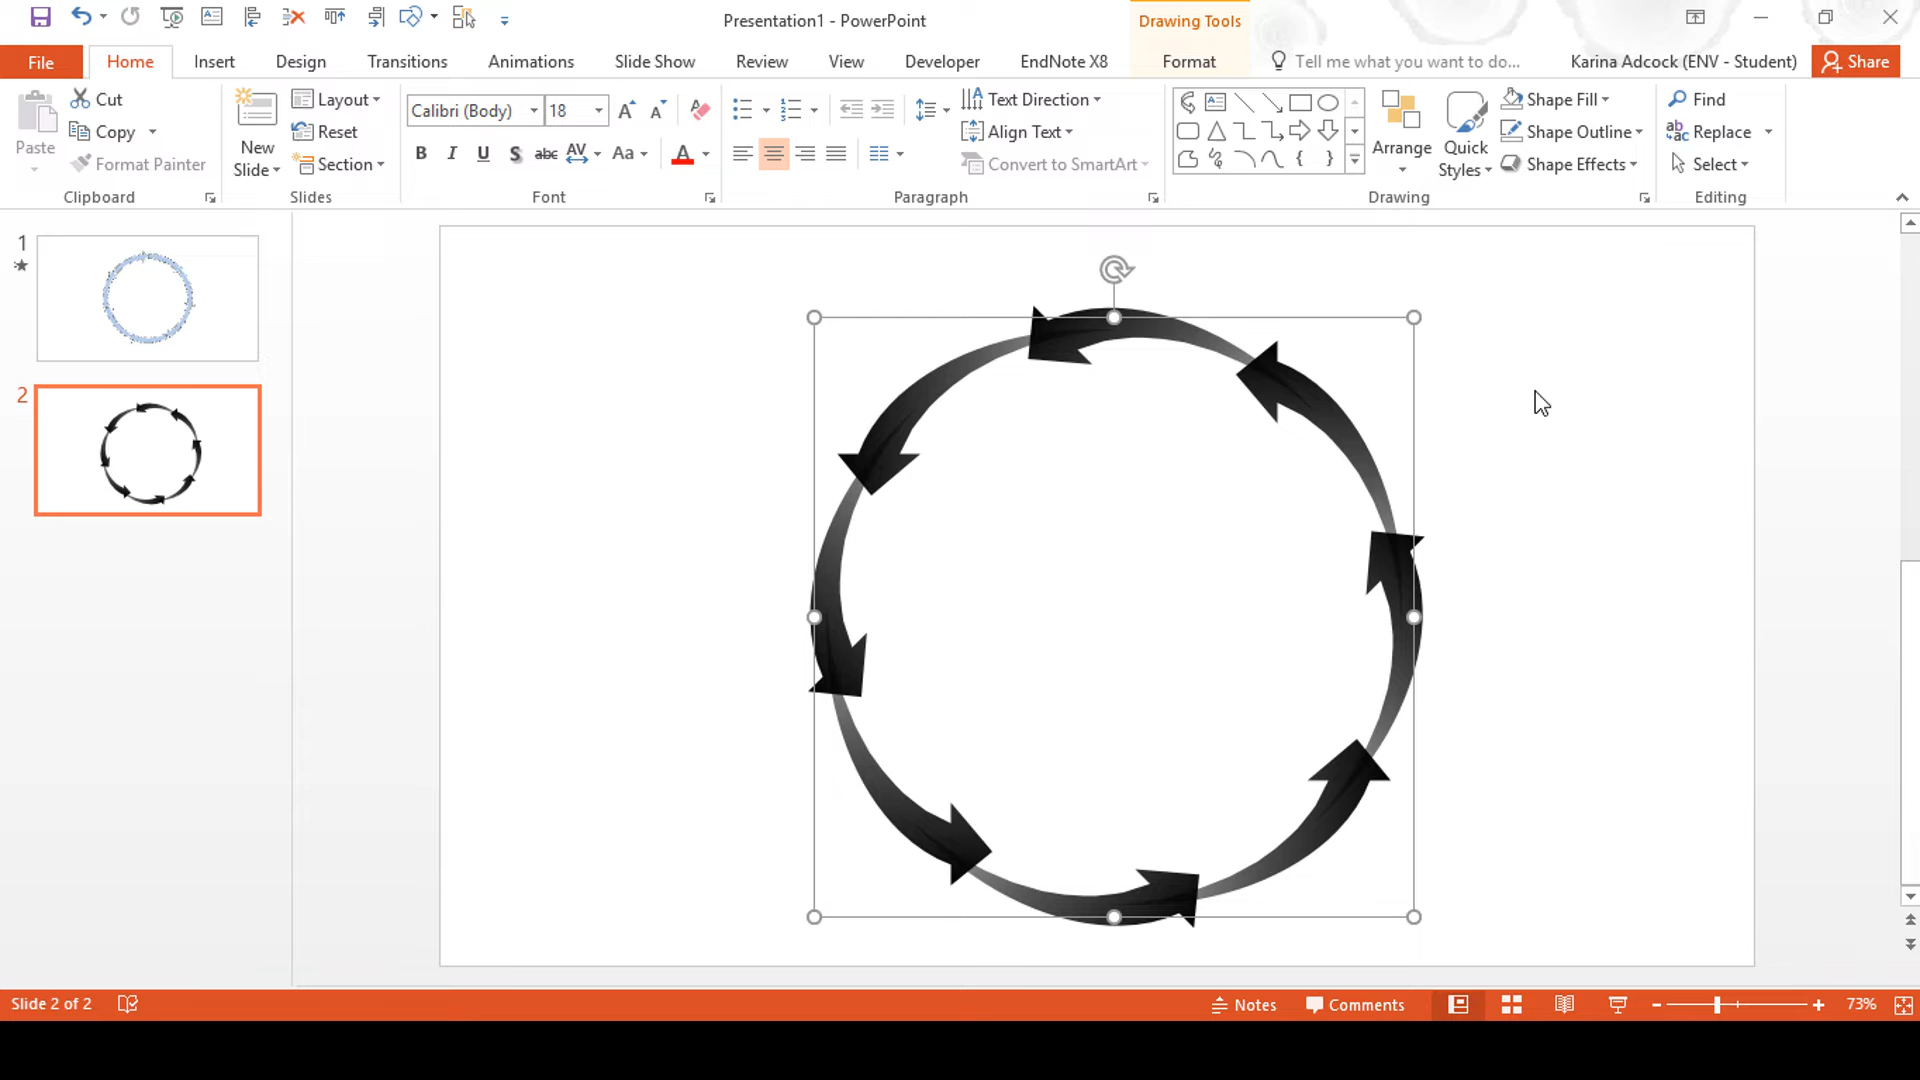 Presentation1 - PowerPoint
Drawing Tools
File
Home
Insert
Design
Transitions
Animations
Slide Show
Review
View
Developer
EndNote X8
Format
Tell me what you want to do...
Karina Adcock (ENV - Student)
Share
Paste
Cut
Copy
Format Painter
Clipboard
New
Slide
Layout
Reset
Section
Slides
Calibri (Body)
18
B I U S abc AV Aa A
Font
Text Direction
Align Text
Convert to SmartArt
Paragraph
Arrange
Quick
Styles
Shape Fill
Shape Outline
Shape Effects
Drawing
Find
Replace
Select
Editing
1
2
Slide 2 of 2
Notes
Comments
73%